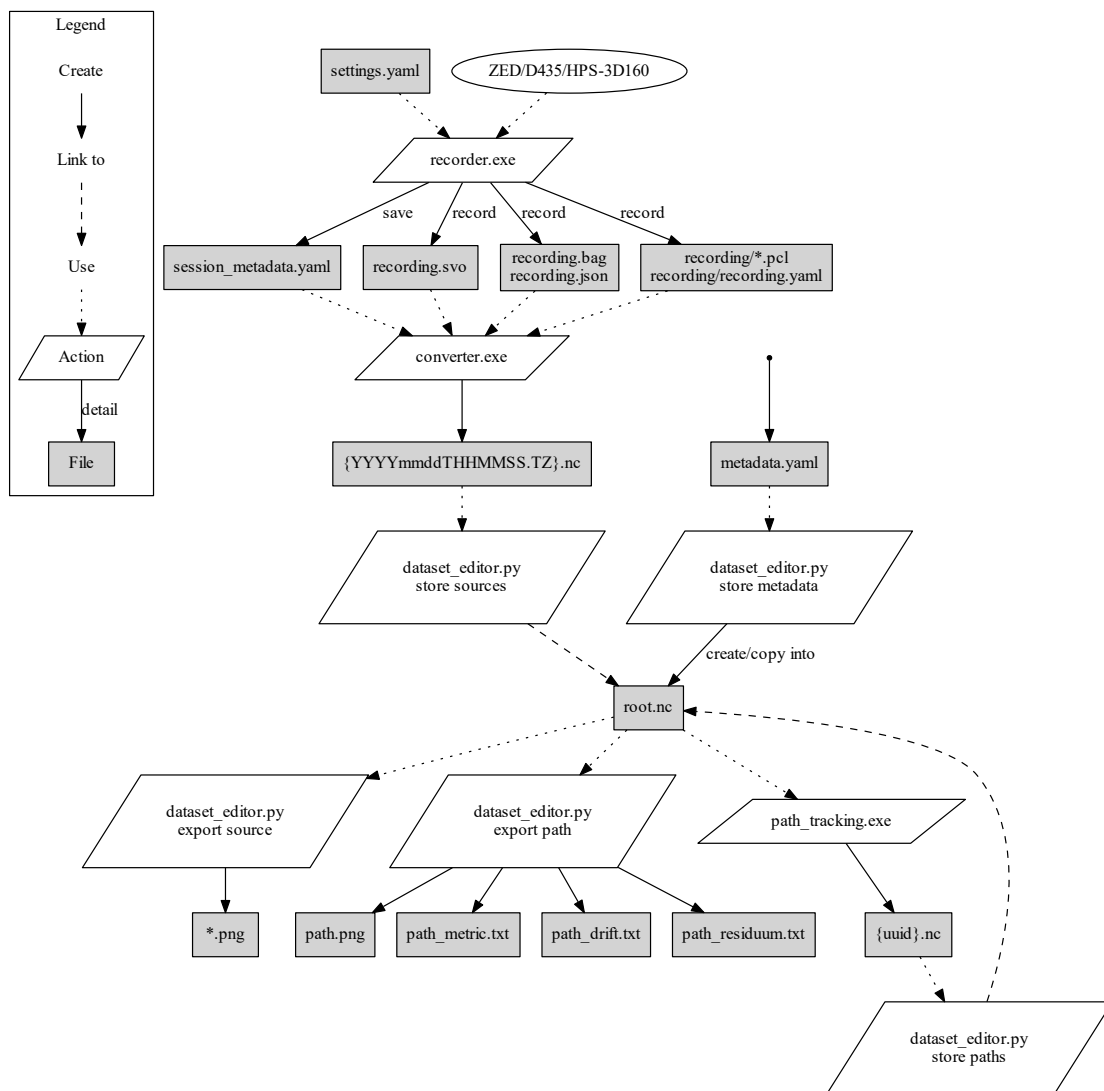 Legend
Create
Link to
Use
Action
detail
File
settings.yaml
ZED/D435/HPS-3D160
recorder.exe
save
record
record
record
session_metadata.yaml
recording.svo
recording.bag
recording.json
recording/*.pcl
recording/recording.yaml
converter.exe
{YYYYmmddTHHMMSS.TZ}.nc
metadata.yaml
dataset_editor.py
store sources
dataset_editor.py
store metadata
create/copy into
root.nc
dataset_editor.py
export source
dataset_editor.py
export path
path_tracking.exe
*.png
path.png
path_metric.txt
path_drift.txt
path_residuum.txt
{uuid}.nc
dataset_editor.py
store paths